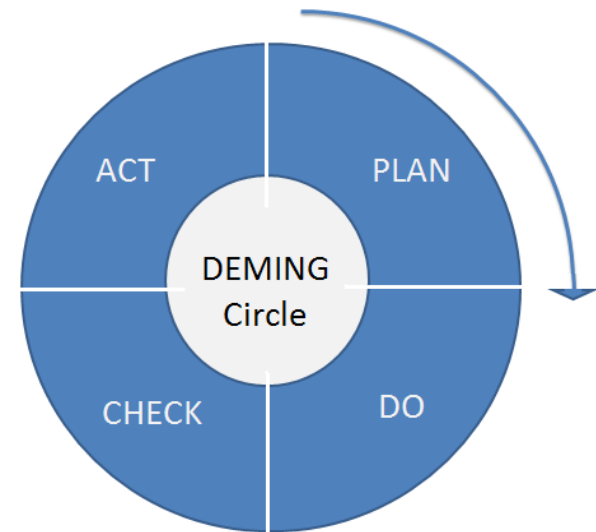 ACT
PLAN
DEMING
Circle
CHECK
DO